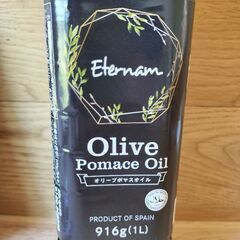 Eternam
Olive
Pomace Oil
オリーブポマスオイル
PRODUCT OF SPAIN
916g(1L)